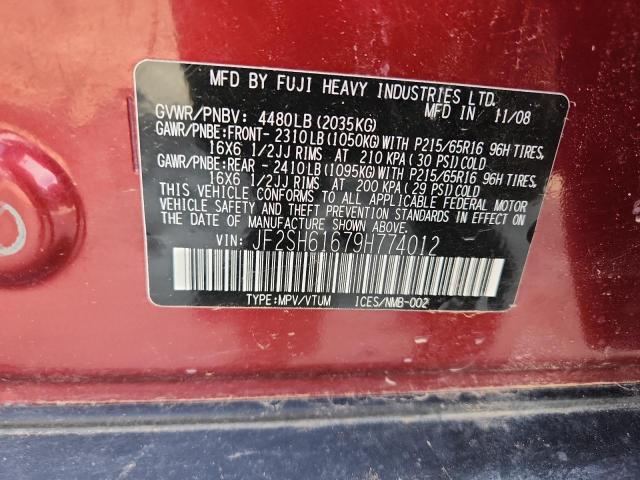 MFD BY FUJI HEAVY INDUSTRIES LTD.
MFD IN 11/08
GVWR/PNBV: 4480LB (2035KG)
GAWR/PNBE:FRONT- 2310LB (1050KG) WITH P215/65R16 96H TIRES,
16X6 1/2JJ RIMS AT 210 KPA ( 30 PSI) COLD
GAWR/PNBE:REAR - 2410LB (1095KG) WITH P215/65R16 96H TIRES,
16X6 1/2JJ RIMS AT 200 KPA (29 PSI) COLD
THIS VEHICLE CONFORMS TO ALL APPLICABLE FEDERAL MOTOR
VEHICLE SAFETY AND THEFT PREVENTION STANDARDS IN EFFECT ON
THE DATE OF MANUFACTURE SHOWN ABOVE.
VIN: JF2SH61679H774012
TYPE:MPV/VTUM ICES/NMB-002